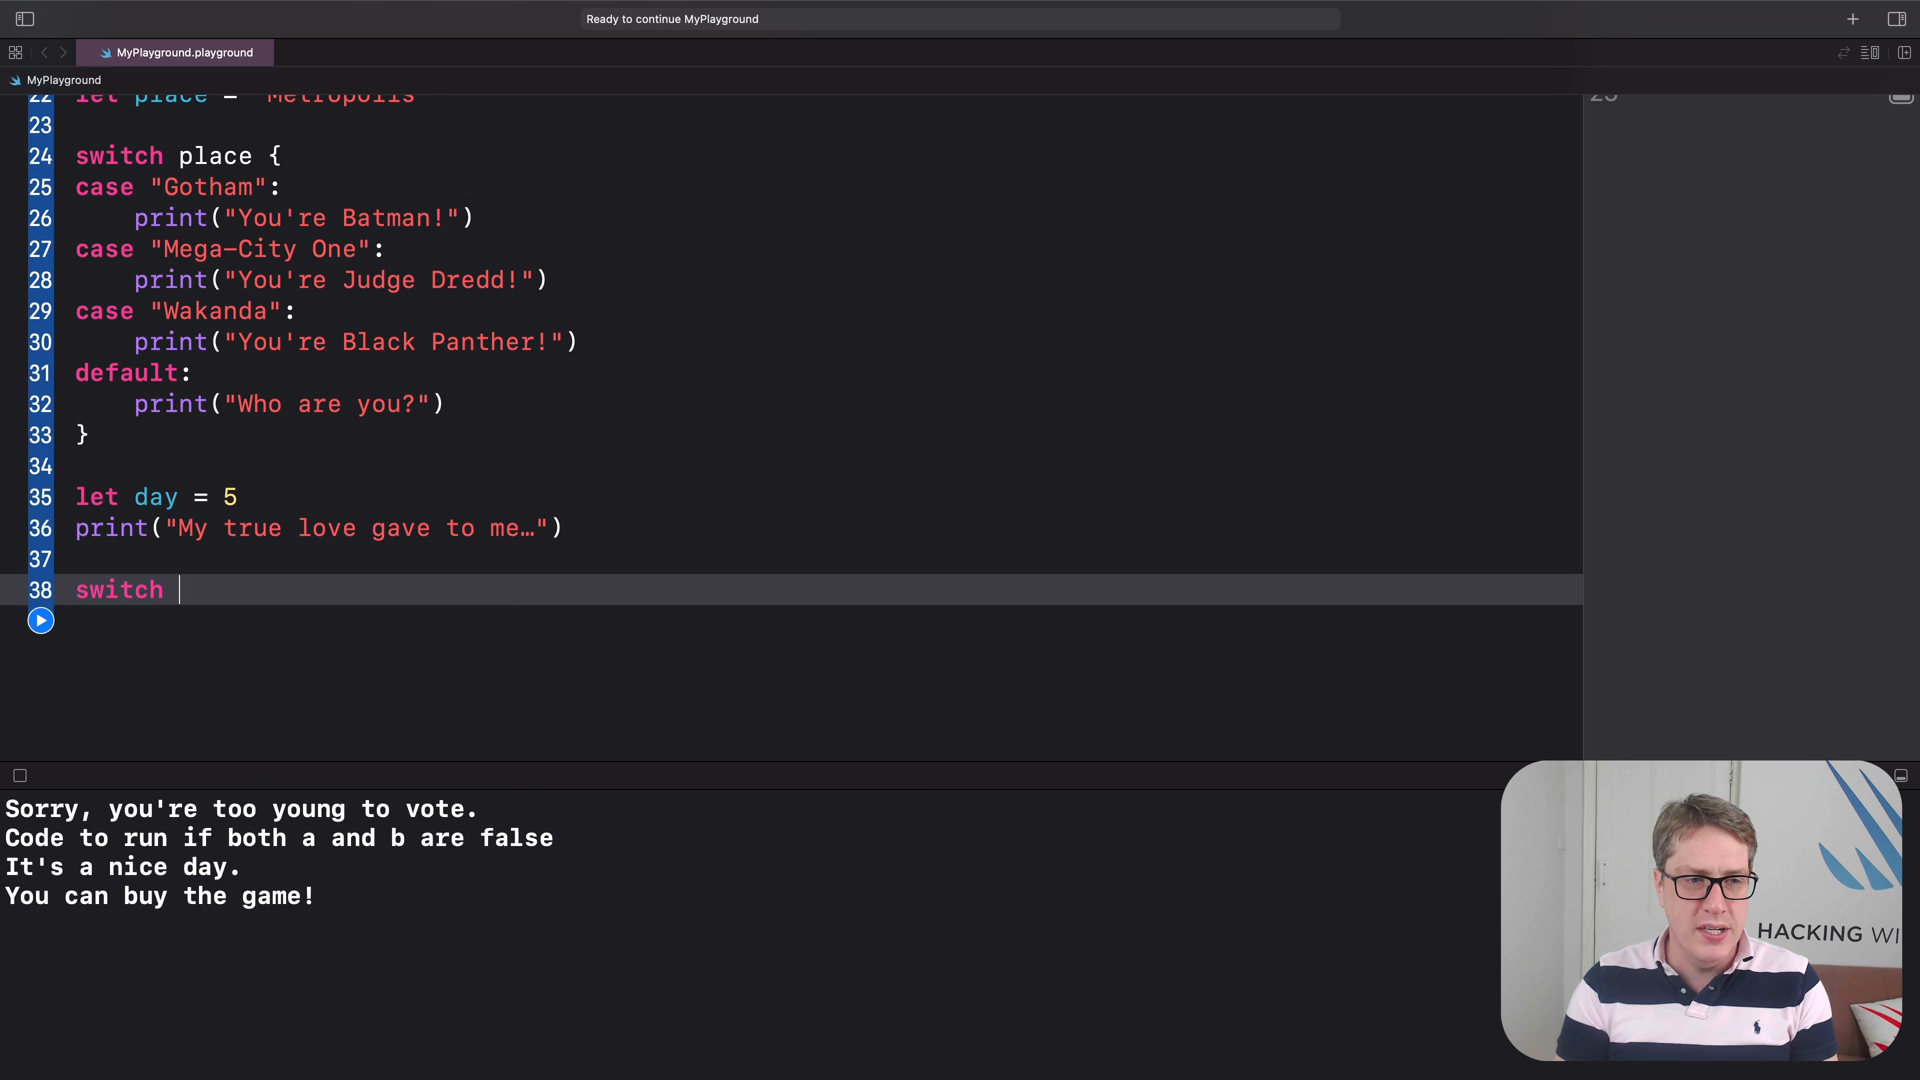 Ready to continue MyPlayground
MyPlayground.playground
MyPlayground
22 let place = "Metropolis"
23
24 switch place {
25 case "Gotham":
26 print("You're Batman!")
27 case "Mega-City One":
28 print("You're Judge Dredd!")
29 case "Wakanda":
30 print("You're Black Panther!")
31 default:
32 print("Who are you?")
33 }
34
35 let day = 5
36 print("My true love gave to me…")
37
38 switch
Sorry, you're too young to vote.
Code to run if both a and b are false
It's a nice day.
You can buy the game!
HACKING WI